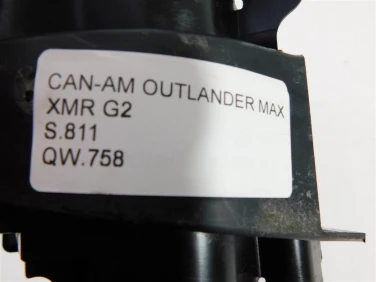 CAN-AM OUTLANDER MAX
XMR G2
S.811
QW.758